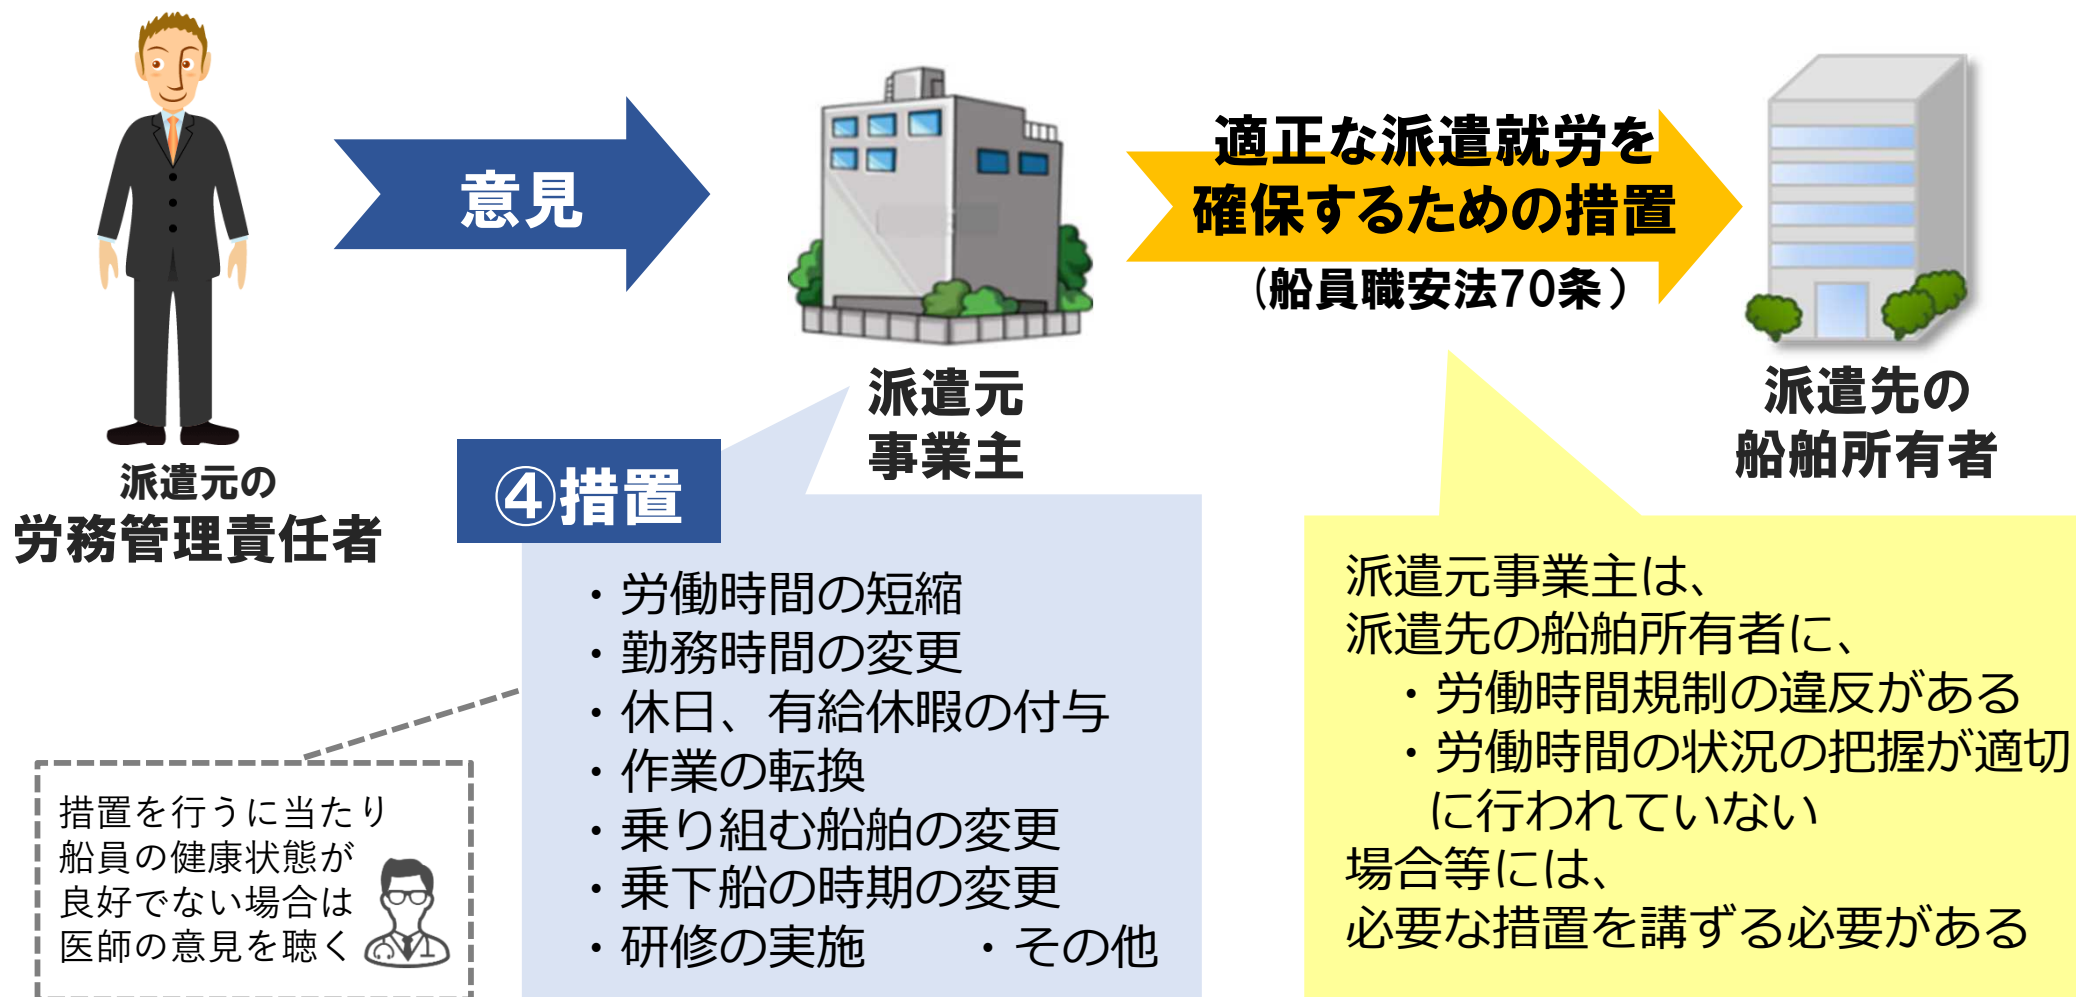 意見
適正な派遣就労を
確保するための措置
(船員職安法70条)
派遣元の
労務管理責任者
派遣元
事業主
派遣先の
船舶所有者
④措置
・労働時間の短縮
・勤務時間の変更
・休日、有給休暇の付与
・作業の転換
・乗り組む船舶の変更
・乗下船の時期の変更
・研修の実施　　・その他
措置を行うに当たり
船員の健康状態が
良好でない場合は
医師の意見を聴く
派遣元事業主は、
派遣先の船舶所有者に、
・労働時間規制の違反がある
・労働時間の状況の把握が適切
に行われていない
場合等には、
必要な措置を講ずる必要がある